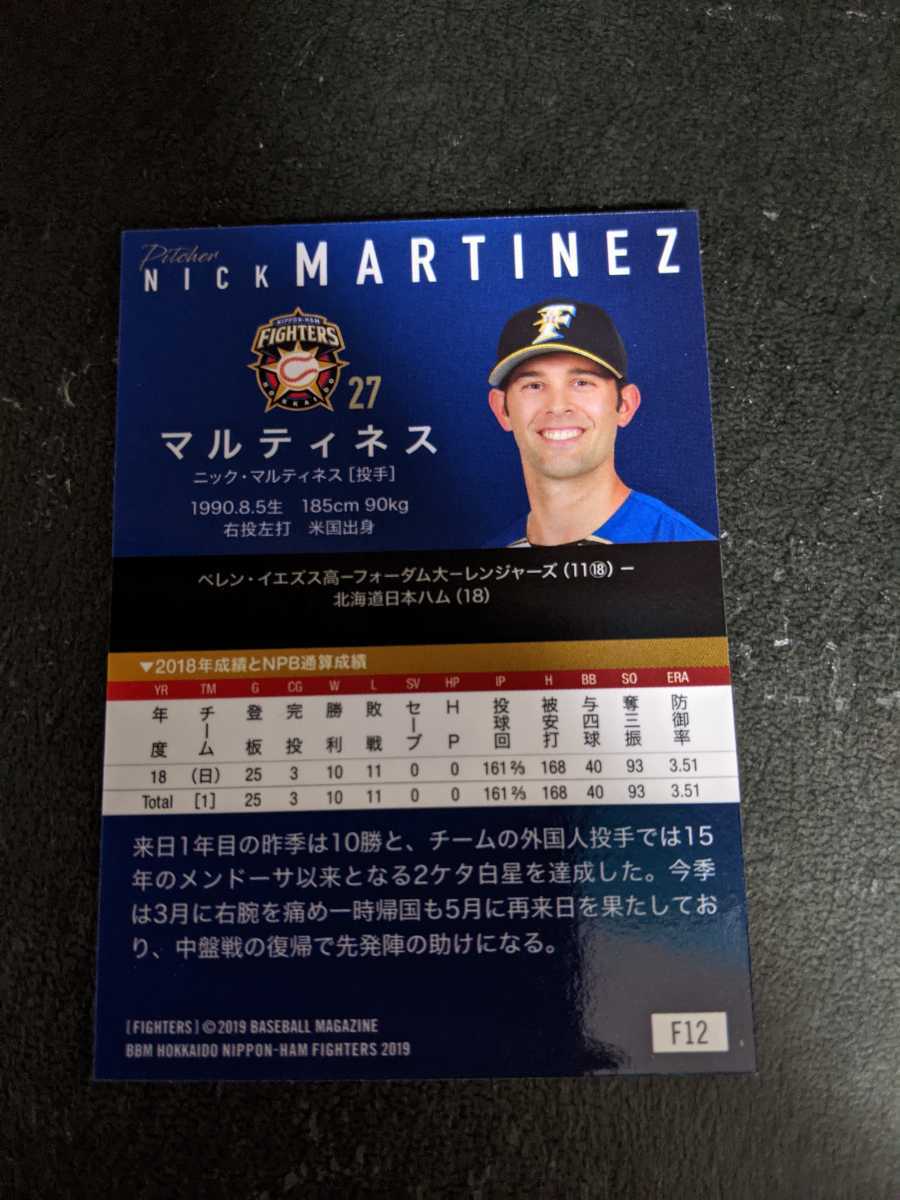 Pitcher
NICK MARTINEZ
NIPPON-HAM
FIGHTERS
HOKKAIDO
27
マルティネス
ニック・マルティネス [投手]
1990.8.5生 185cm 90kg
右投左打 米国出身
ベレン・イエズス高ーフォーダム大ーレンジャーズ (11⑱) ー
北海道日本ハム (18)
▼2018年成績とNPB通算成績
YR TM G CG W L SV HP IP H BB SO ERA
年度 チーム 登板 完投 勝利 敗戦 セーブ HP 投球回 被安打 与四球 奪三振 防御率
18 (日) 25 3 10 11 0 0 161 ⅔ 168 40 93 3.51
Total [1] 25 3 10 11 0 0 161 ⅔ 168 40 93 3.51
来日1年目の昨季は10勝と、チームの外国人投手では15
年のメンドーサ以来となる2ケタ白星を達成した。今季
は3月に右腕を痛め一時帰国も5月に再来日を果たしてお
り、中盤戦の復帰で先発陣の助けになる。
[FIGHTERS] ©2019 BASEBALL MAGAZINE
BBM HOKKAIDO NIPPON-HAM FIGHTERS 2019
F12